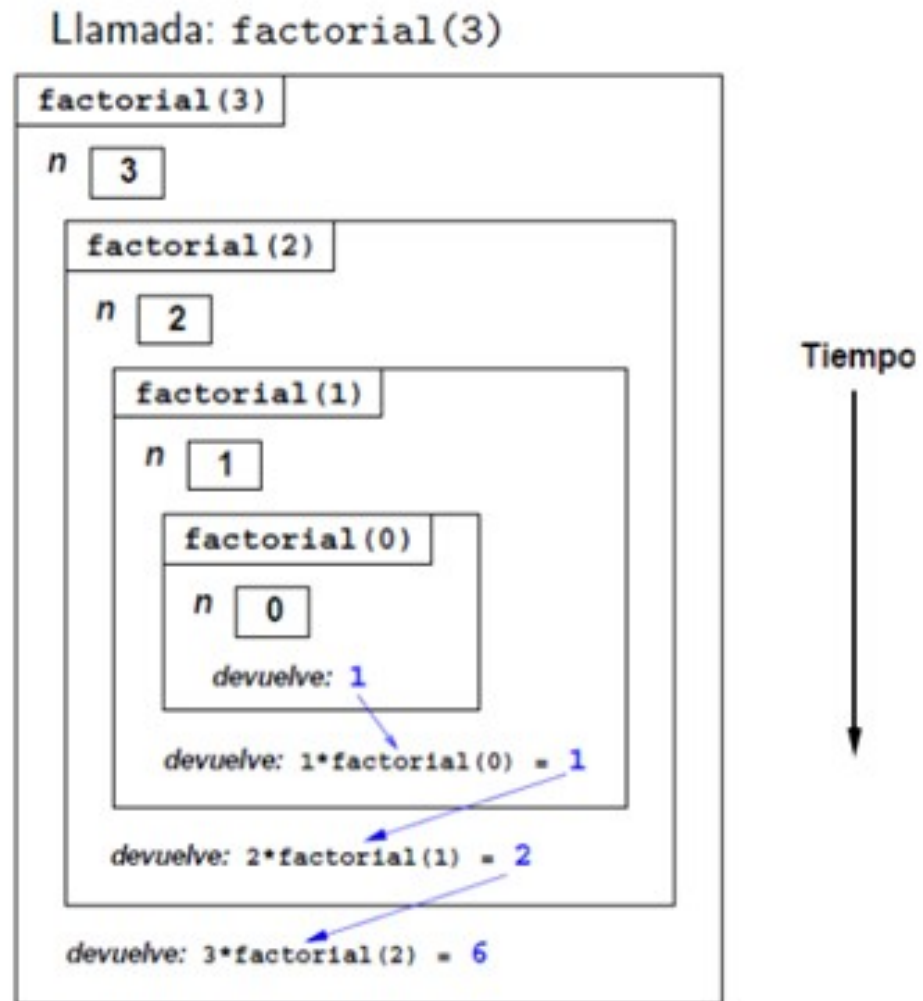 Llamada: factorial(3)
factorial(3)
n 3
factorial(2)
n 2
Tiempo
factorial(1)
n 1
factorial(0)
n 0
devuelve: 1
devuelve: 1*factorial(0) = 1
devuelve: 2*factorial(1) = 2
devuelve: 3*factorial(2) = 6